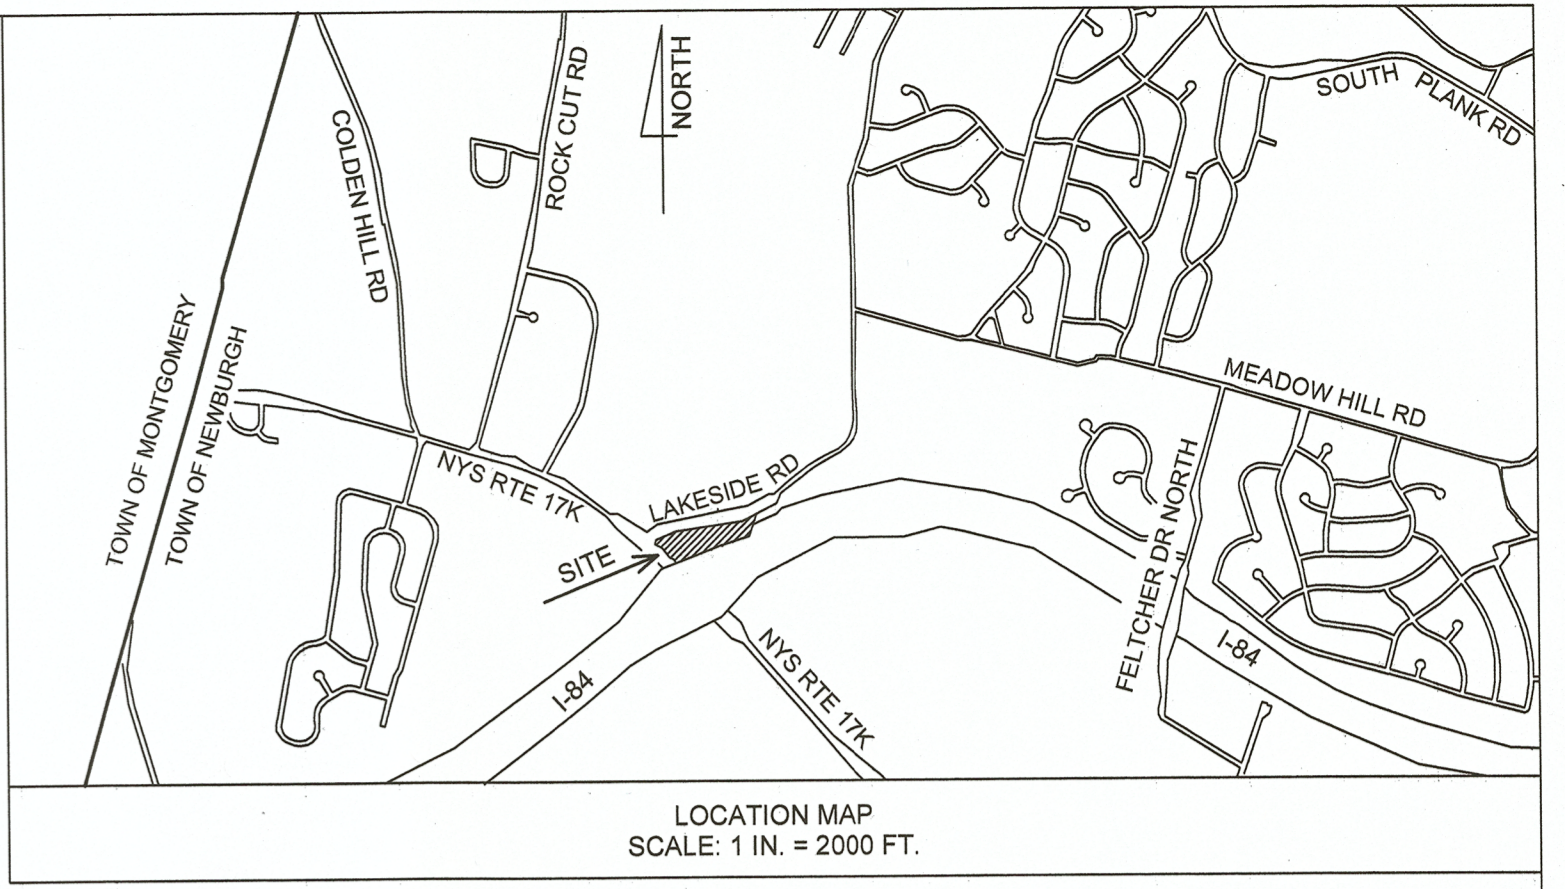 NORTH
ROCK CUT RD
COLDEN HILL RD
SOUTH PLANK RD
TOWN OF MONTGOMERY
TOWN OF NEWBURGH
MEADOW HILL RD
NYS RTE 17K
LAKESIDE RD
SITE
FELTCHER DR NORTH
I-84
I-84
NYS RTE 17K
LOCATION MAP
SCALE: 1 IN. = 2000 FT.